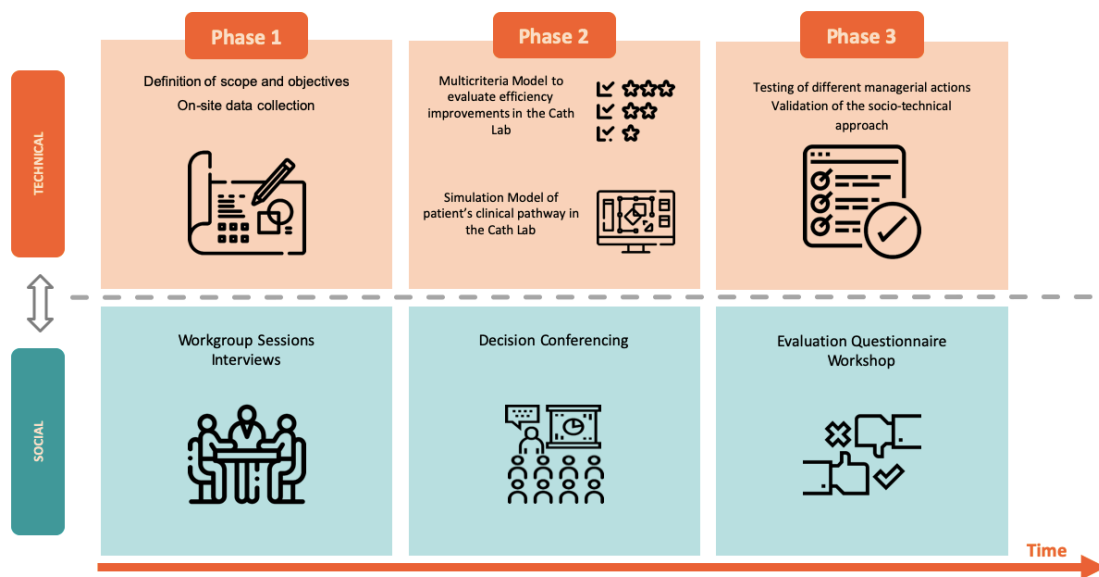 Phase 1
Phase 2
Phase 3
TECHNICAL
Definition of scope and objectives
On-site data collection
Multicriteria Model to
evaluate efficiency
improvements in the Cath
Lab
Simulation Model of
patient's clinical pathway in
the Cath Lab
Testing of different managerial actions
Validation of the socio-technical
approach
SOCIAL
Workgroup Sessions
Interviews
Decision Conferencing
Evaluation Questionnaire
Workshop
Time